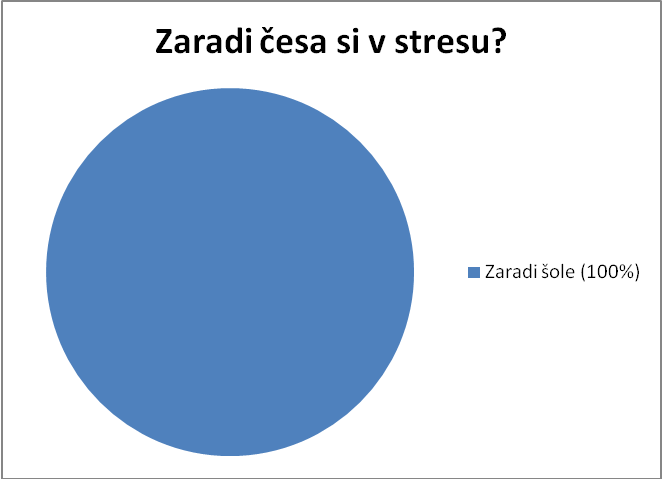 Zaradi česa si v stresu?
Zaradi šole (100%)